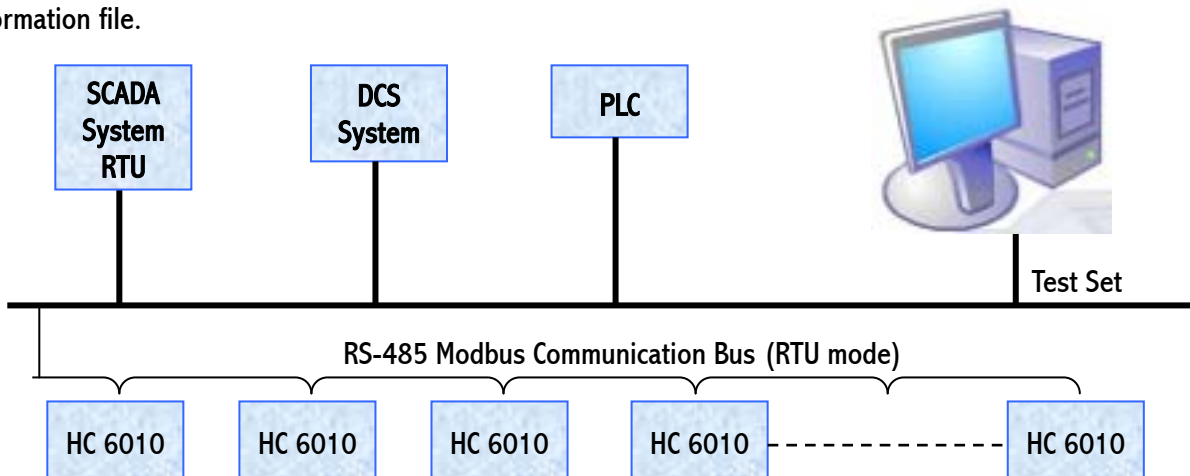 file.
SCADA
System
RTU
DCS
System
PLC
Test Set
RS-485 Modbus Communication Bus (RTU mode)
HC 6010
HC 6010
HC 6010
HC 6010
HC 6010